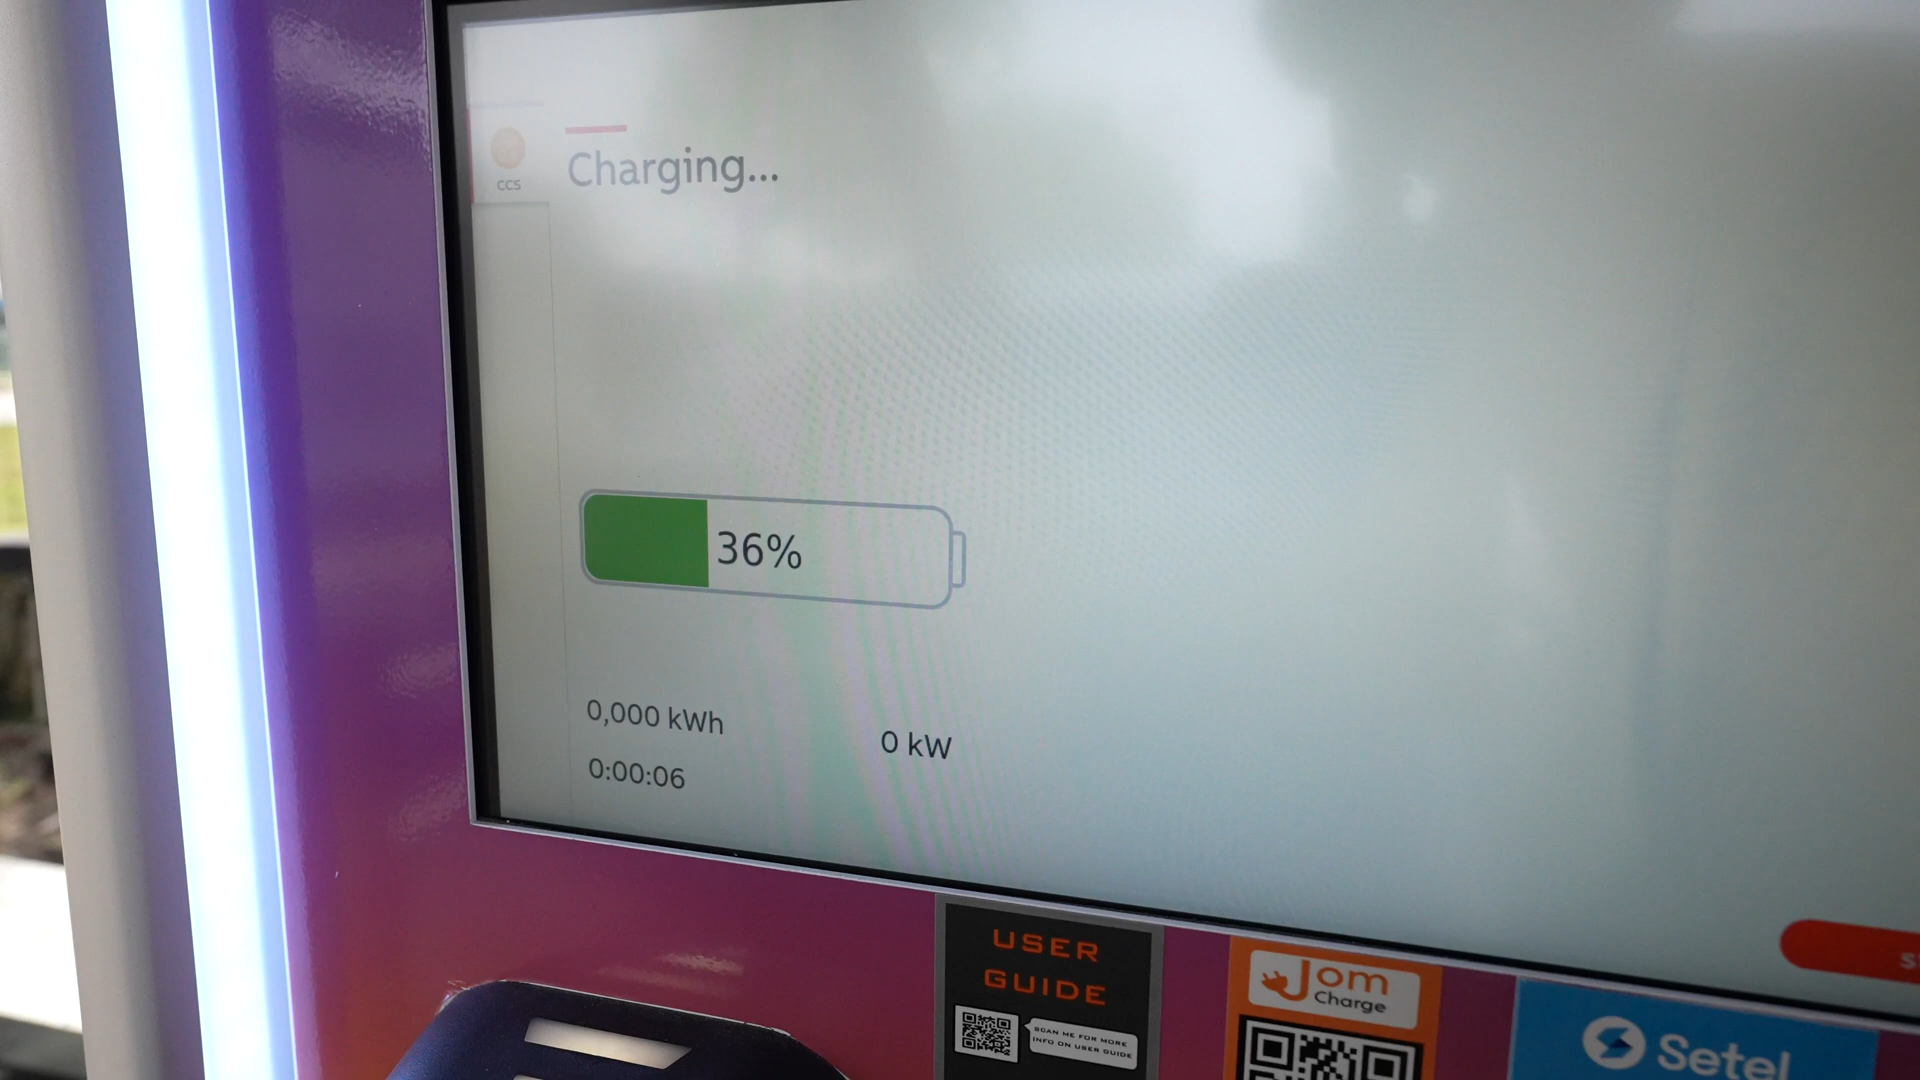 CCS
Charging...
36%
0,000 kWh
0 kW
0:00:06
USER
GUIDE
SCAN ME FOR MORE
INFO ON USER GUIDE
Jom
Charge
Setel